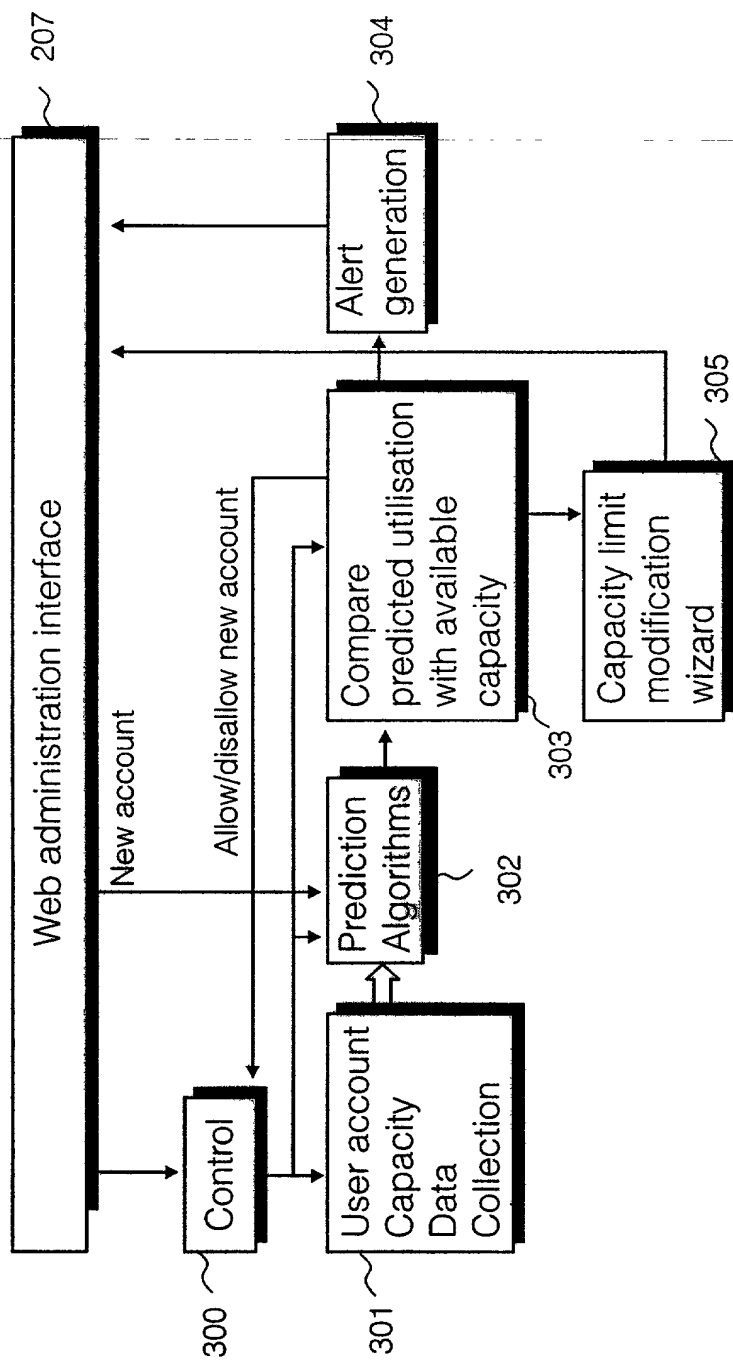 Web administration interface
207
New account
Allow/disallow new account
300
Control
301
User account
Capacity
Data
Collection
Prediction
Algorithms
302
Compare
predicted utilisation
with available
capacity
303
Alert
generation
304
Capacity limit
modification
wizard
305